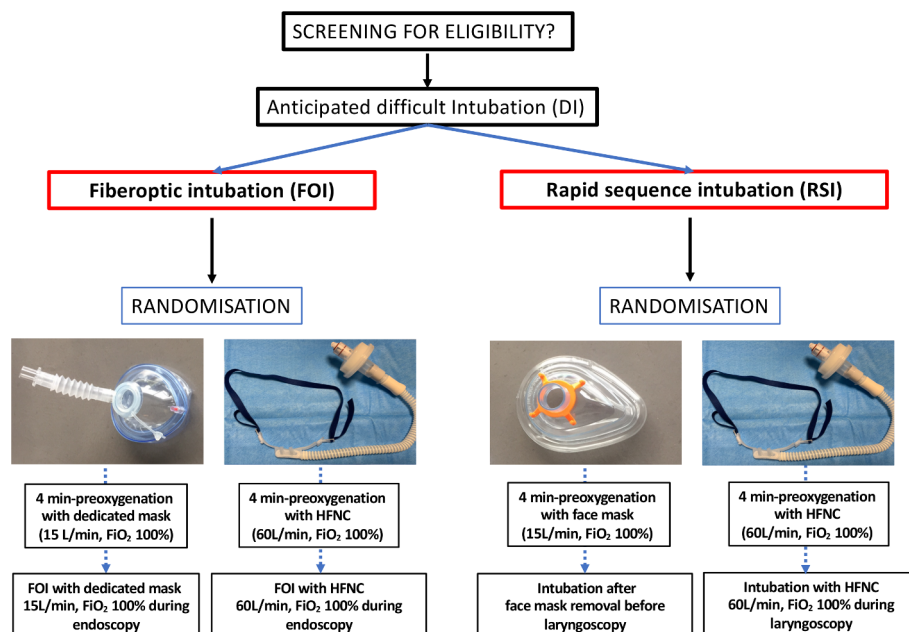 SCREENING FOR ELIGIBILITY?
Anticipated difficult Intubation (DI)
Fiberoptic intubation (FOI)
Rapid sequence intubation (RSI)
RANDOMISATION
RANDOMISATION
4 min-preoxygenation
with dedicated mask
(15 L/min, FiO₂ 100%)
4 min-preoxygenation
with HFNC
(60L/min, FiO₂ 100%)
4 min-preoxygenation
with face mask
(15L/min, FiO₂ 100%)
4 min-preoxygenation
with HFNC
(60L/min, FiO₂ 100%)
FOI with dedicated mask
15L/min, FiO₂ 100% during
endoscopy
FOI with HFNC
60L/min, FiO₂ 100% during
endoscopy
Intubation after
face mask removal before
laryngoscopy
Intubation with HFNC
60L/min, FiO₂ 100% during
laryngoscopy